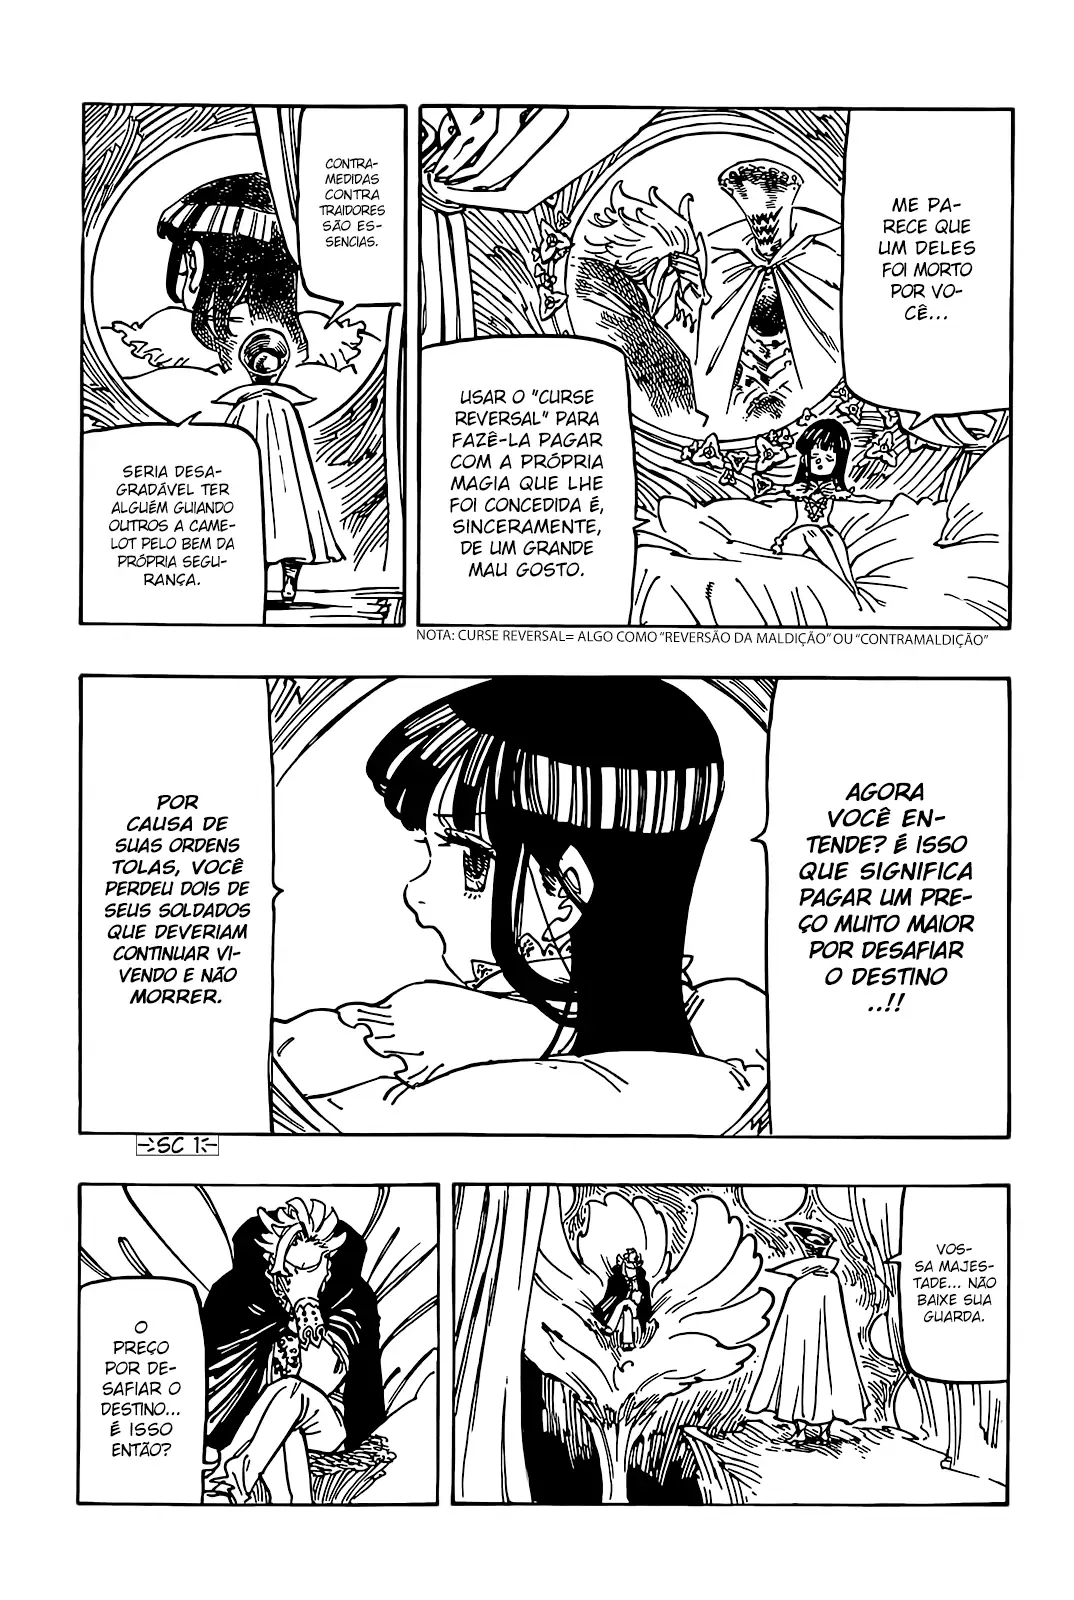 ME PA-
RECE QUE
UM DELES
FOI MORTO
POR VO-
CÊ...
USAR O "CURSE
REVERSAL" PARA
FAZÊ-LA PAGAR
COM A PRÓPRIA
MAGIA QUE LHE
FOI CONCEDIDA É,
SINCERAMENTE,
DE UM GRANDE
MAU GOSTO.
NOTA: CURSE REVERSAL= ALGO COMO "REVERSÃO DA MALDIÇÃO" OU "CONTRAMALDIÇÃO"
CONTRA-
MEDIDAS
CONTRA
TRAIDORES
SÃO ES-
SENCIAS.
SERIA DESA-
GRADÁVEL TER
ALGUÉM GUIANDO
OUTROS A CAME-
LOT PELO BEM DA
PRÓPRIA SEGU-
RANÇA.
AGORA
VOCÊ EN-
TENDE? É ISSO
QUE SIGNIFICA
PAGAR UM PRE-
ÇO MUITO MAIOR
POR DESAFIAR
O DESTINO
..!!
POR
CAUSA DE
SUAS ORDENS
TOLAS, VOCÊ
PERDEU DOIS DE
SEUS SOLDADOS
QUE DEVERIAM
CONTINUAR VI-
VENDO E NÃO
MORRER.
SC 1
VOS-
SA MAJES-
TADE... NÃO
BAIXE SUA
GUARDA.
O
PREÇO
POR DE-
SAFIAR O
DESTINO...
É ISSO
ENTÃO?